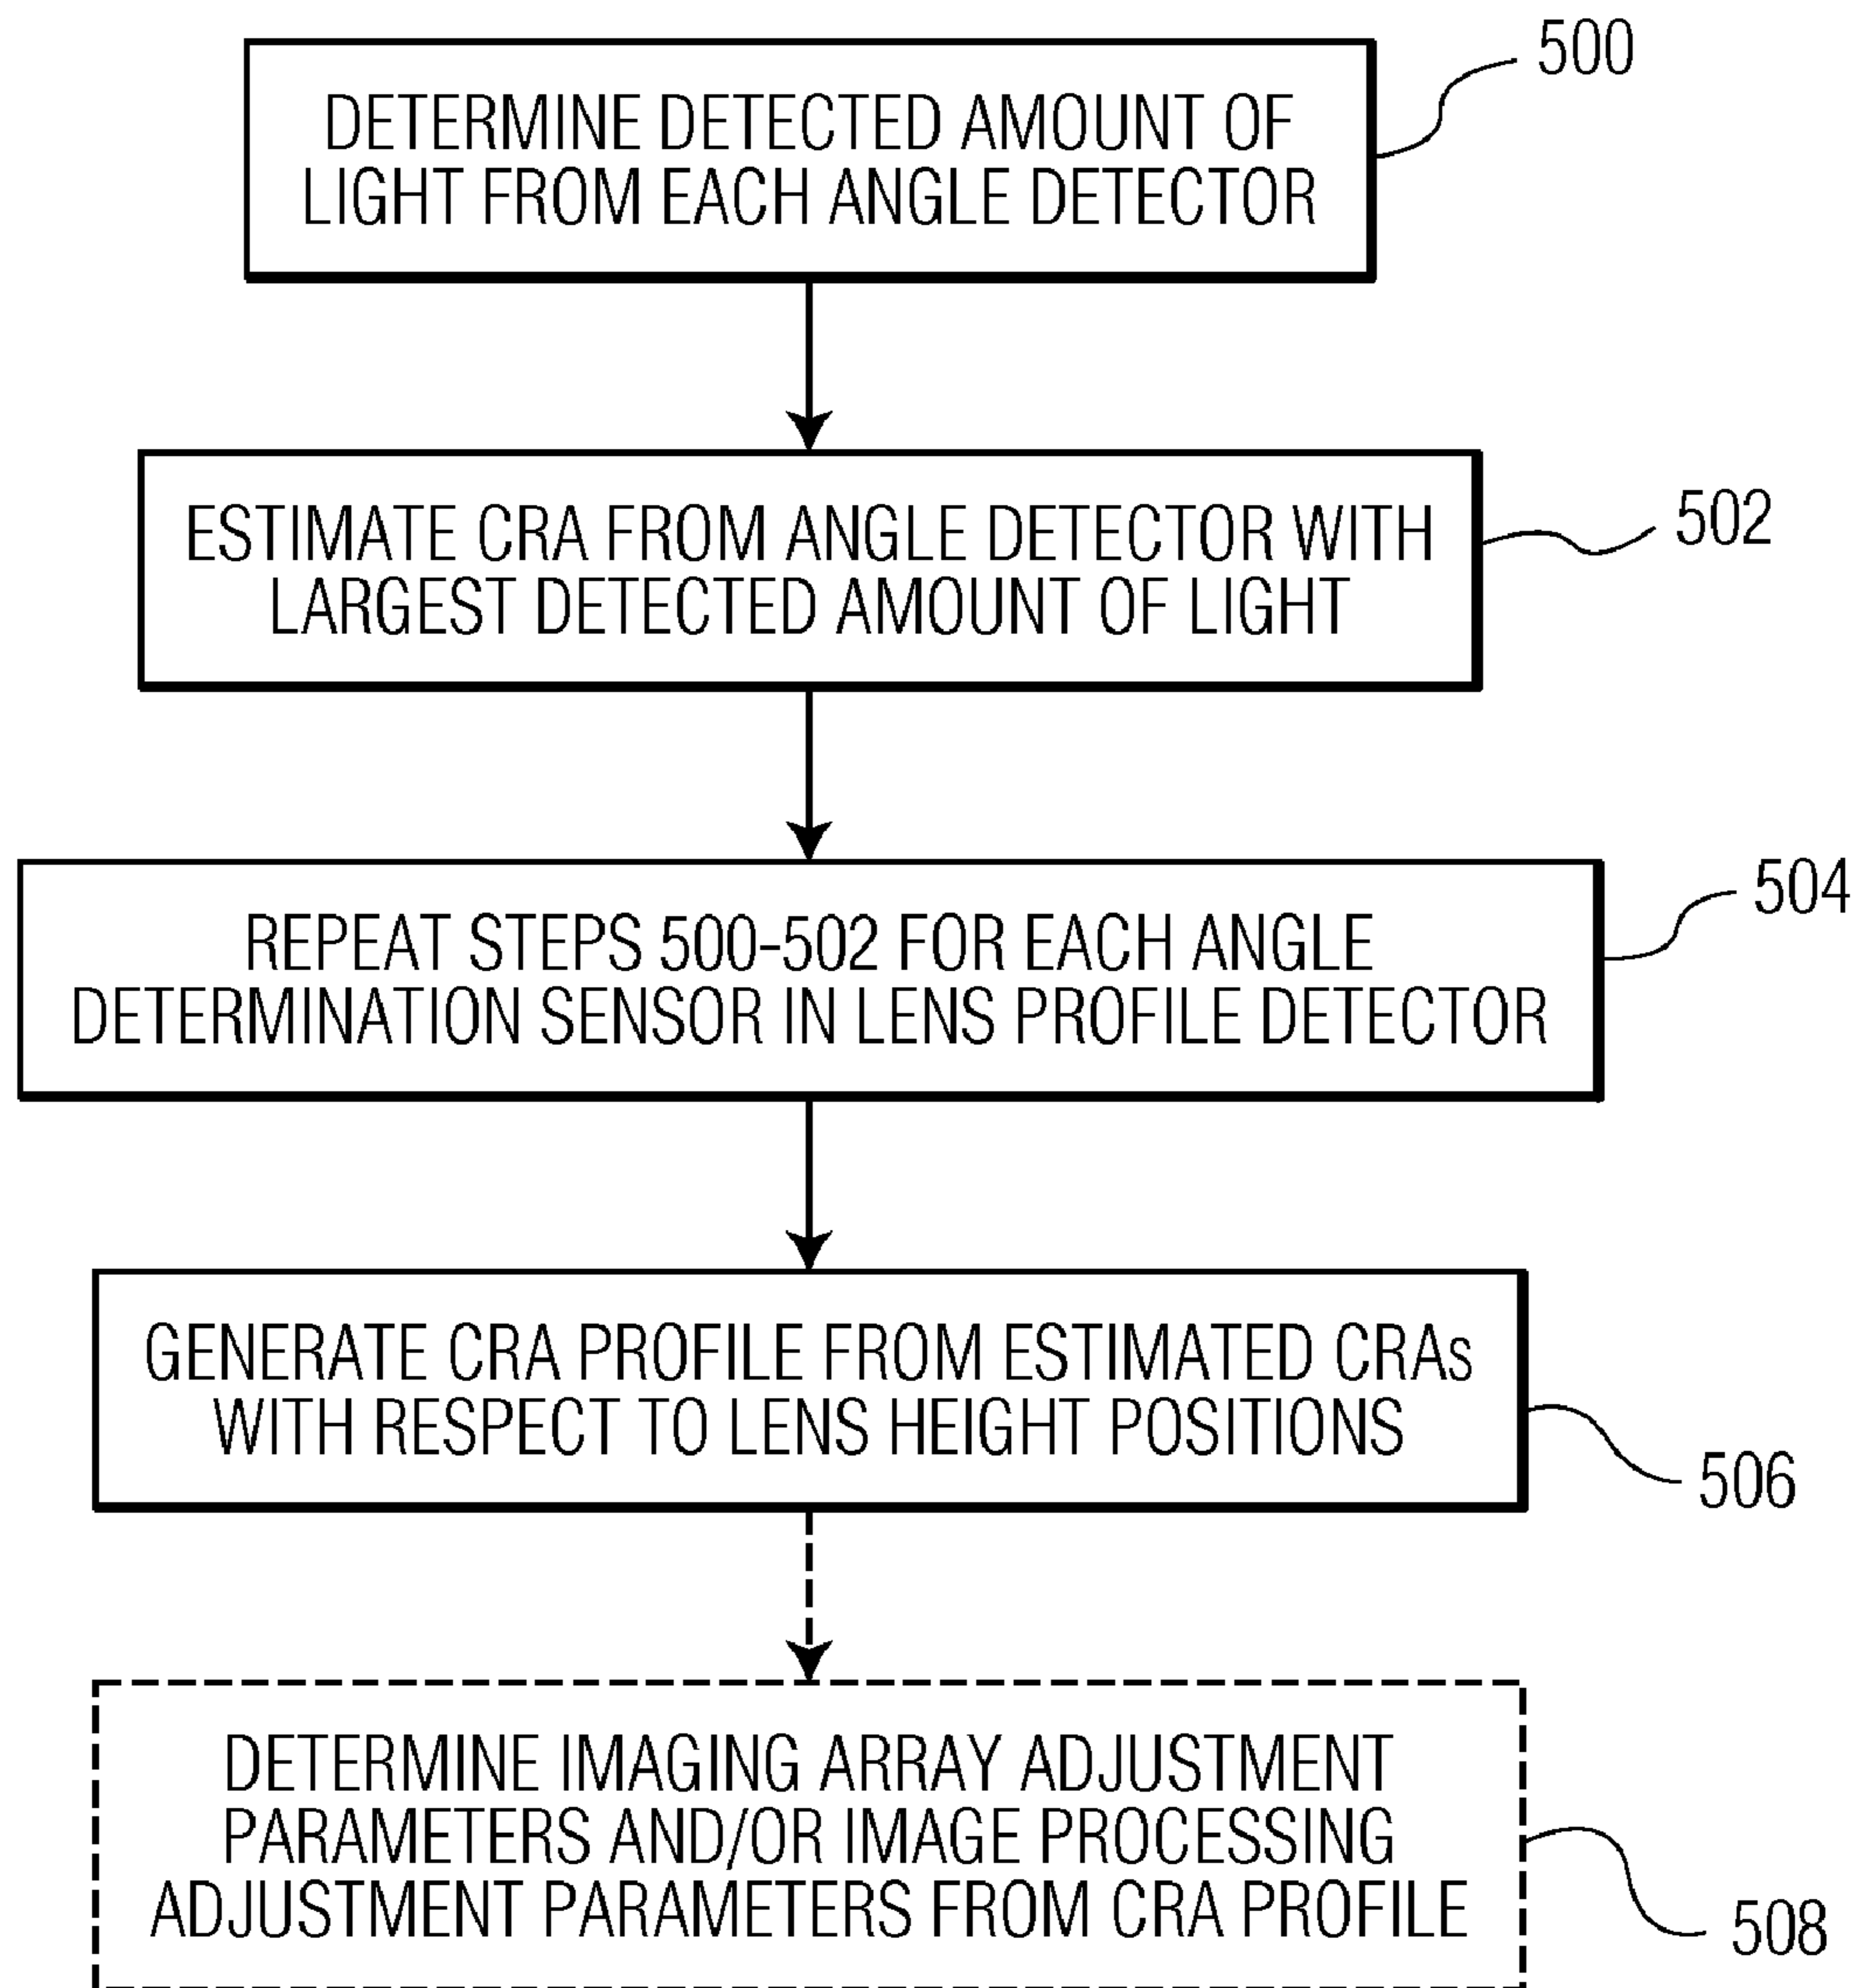 500
DETERMINE DETECTED AMOUNT OF
LIGHT FROM EACH ANGLE DETECTOR
502
ESTIMATE CRA FROM ANGLE DETECTOR WITH
LARGEST DETECTED AMOUNT OF LIGHT
504
REPEAT STEPS 500-502 FOR EACH ANGLE
DETERMINATION SENSOR IN LENS PROFILE DETECTOR
GENERATE CRA PROFILE FROM ESTIMATED CRAs
WITH RESPECT TO LENS HEIGHT POSITIONS
506
DETERMINE IMAGING ARRAY ADJUSTMENT
PARAMETERS AND/OR IMAGE PROCESSING
ADJUSTMENT PARAMETERS FROM CRA PROFILE
508